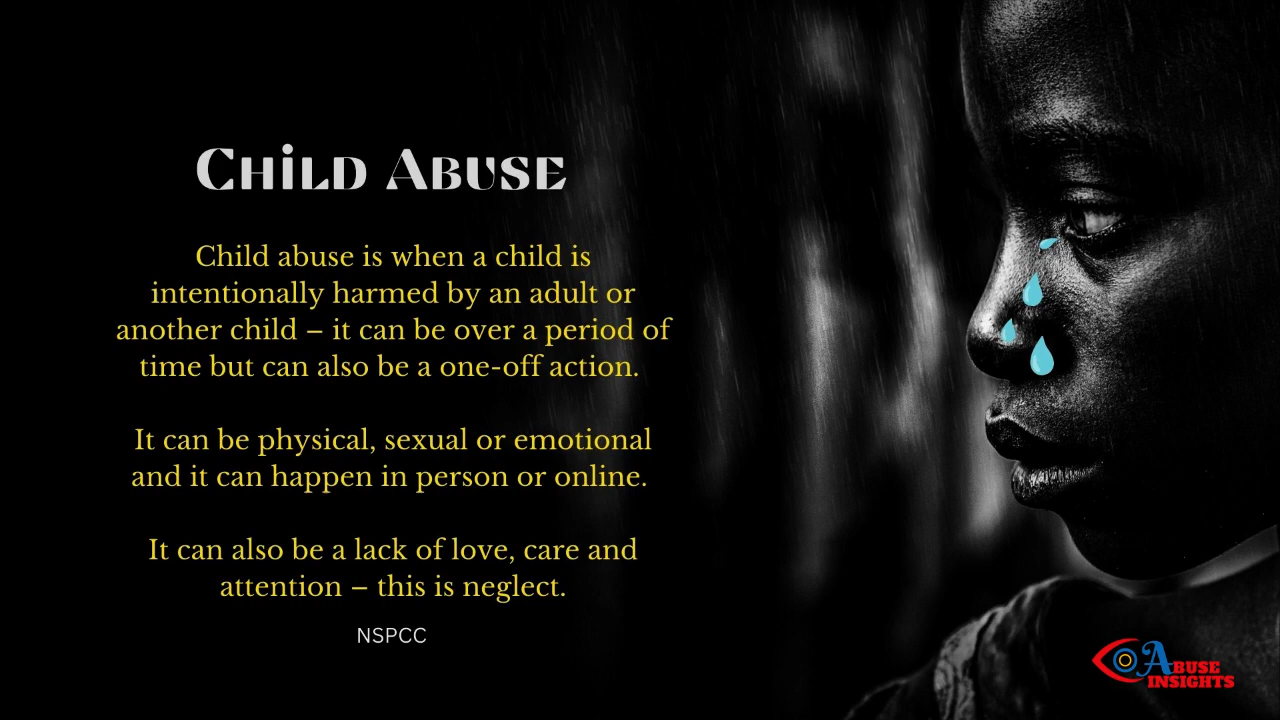 Child Abuse
Child abuse is when a child is
intentionally harmed by an adult or
another child – it can be over a period of
time but can also be a one-off action.
It can be physical, sexual or emotional
and it can happen in person or online.
It can also be a lack of love, care and
attention – this is neglect.
NSPCC
Abuse
Insights